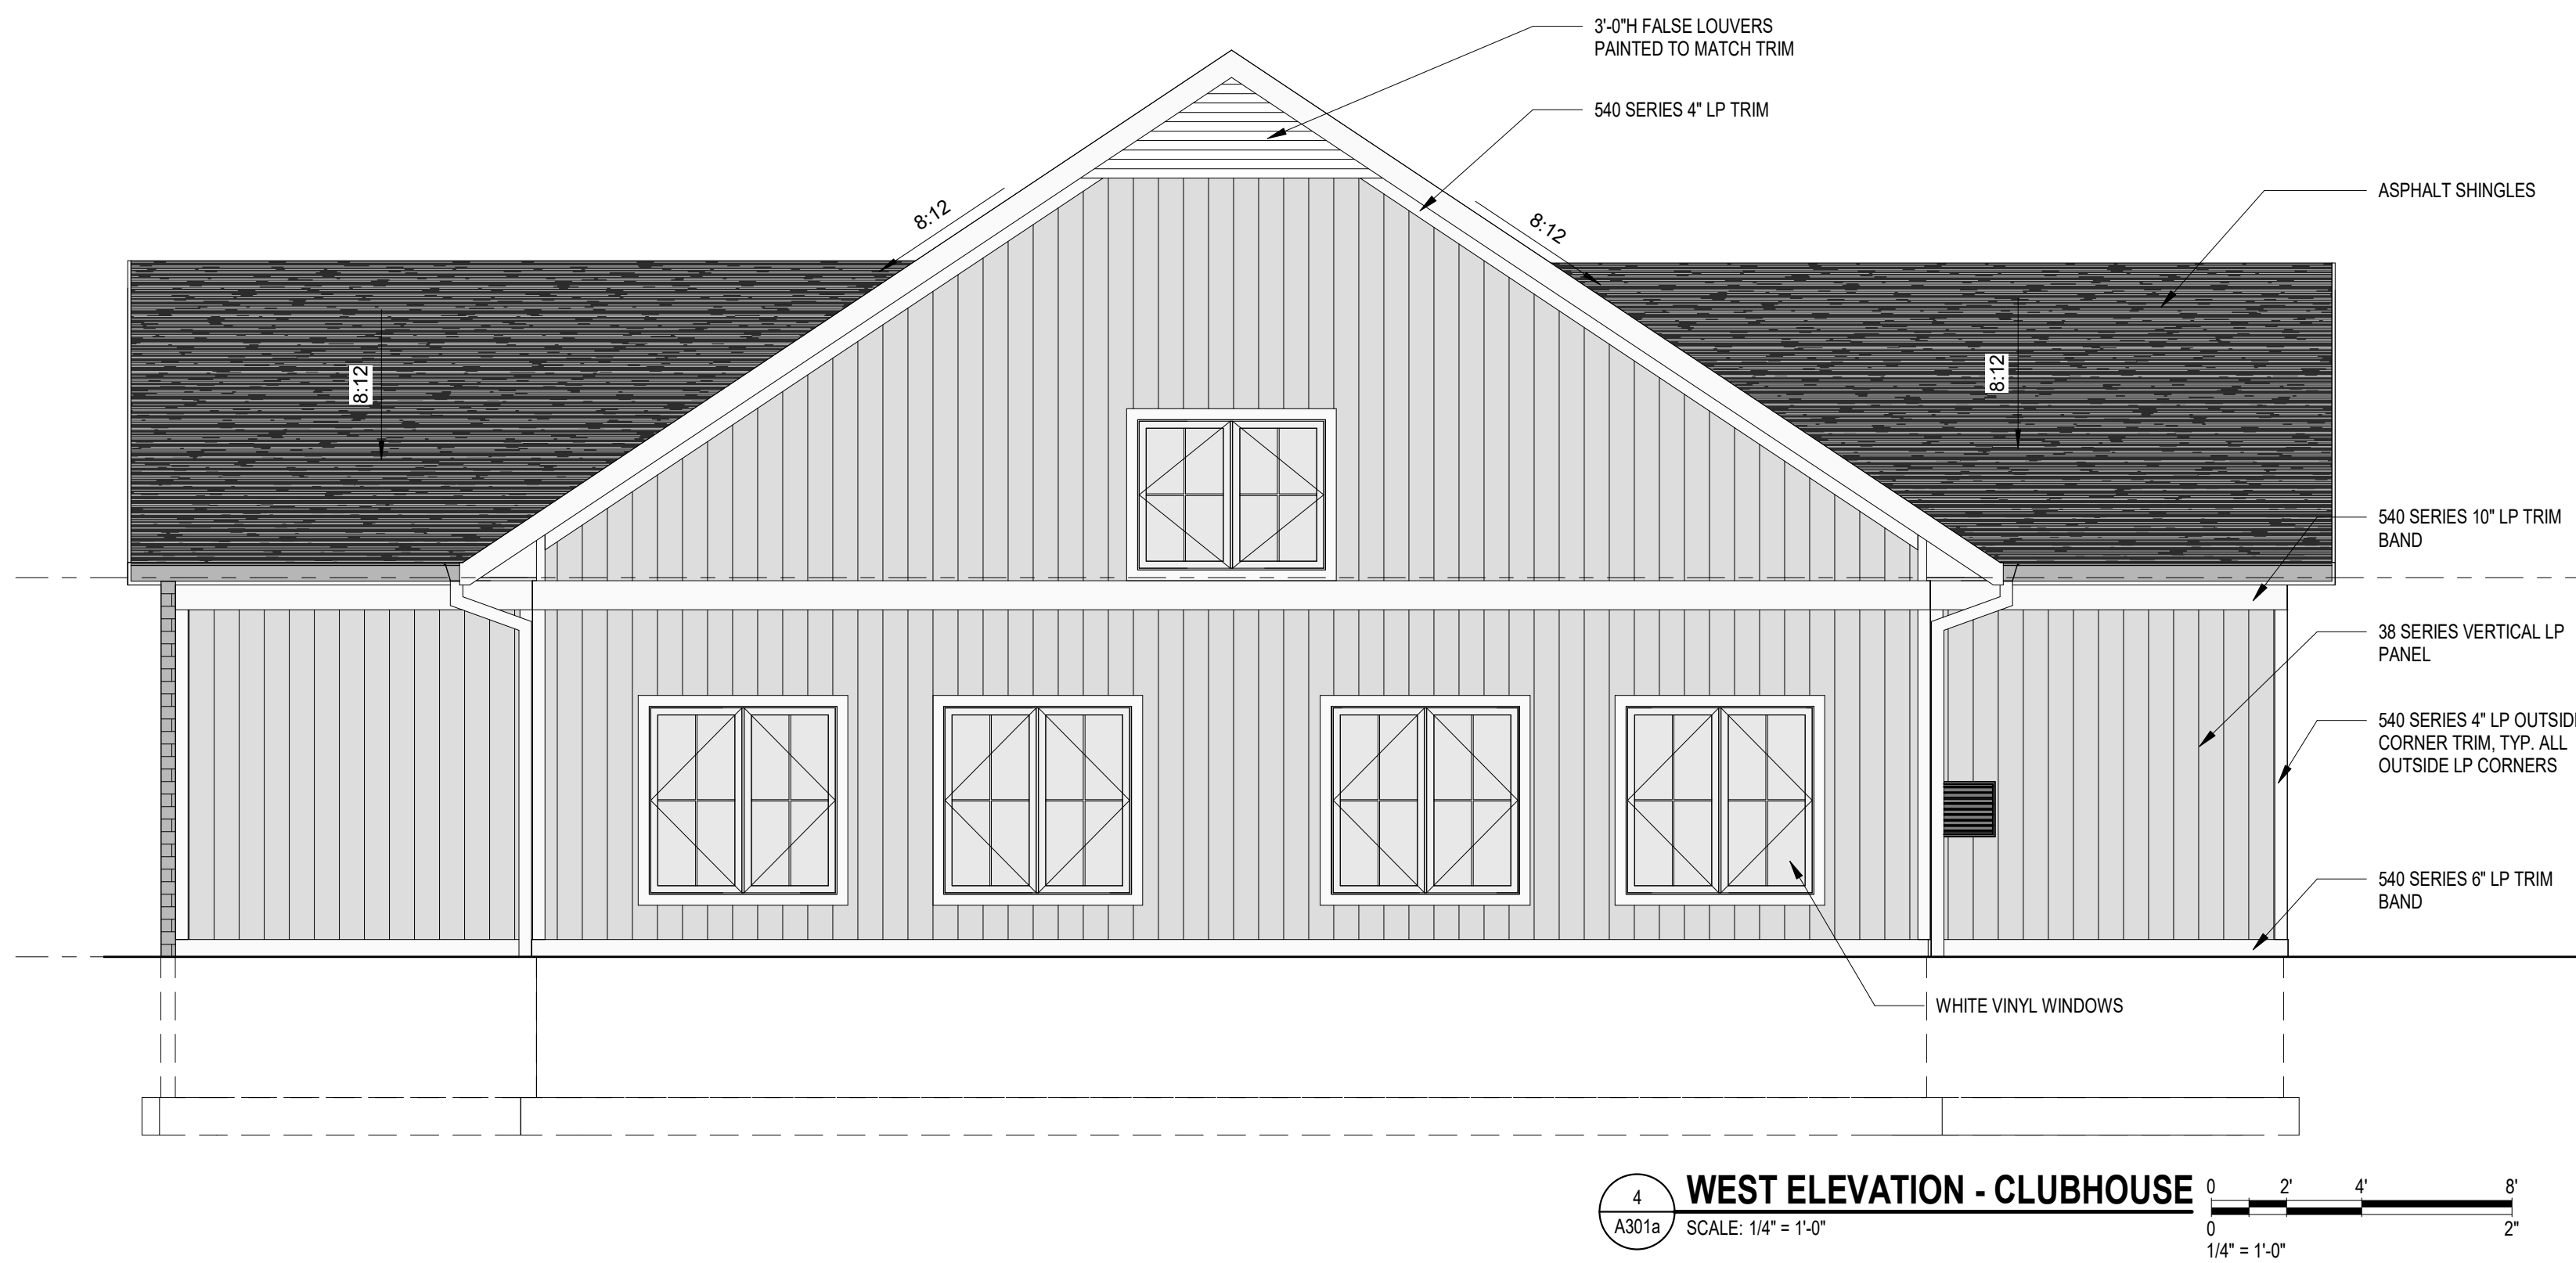 3'-0"H FALSE LOUVERS
PAINTED TO MATCH TRIM
540 SERIES 4" LP TRIM
ASPHALT SHINGLES
8:12
8:12
8:12
8:12
540 SERIES 10" LP TRIM
BAND
38 SERIES VERTICAL LP
PANEL
540 SERIES 4" LP OUTSID
CORNER TRIM, TYP. ALL
OUTSIDE LP CORNERS
540 SERIES 6" LP TRIM
BAND
WHITE VINYL WINDOWS
4
A301a
WEST ELEVATION - CLUBHOUSE
SCALE: 1/4" = 1'-0"
0 2' 4' 8'
0 2"
1/4" = 1'-0"